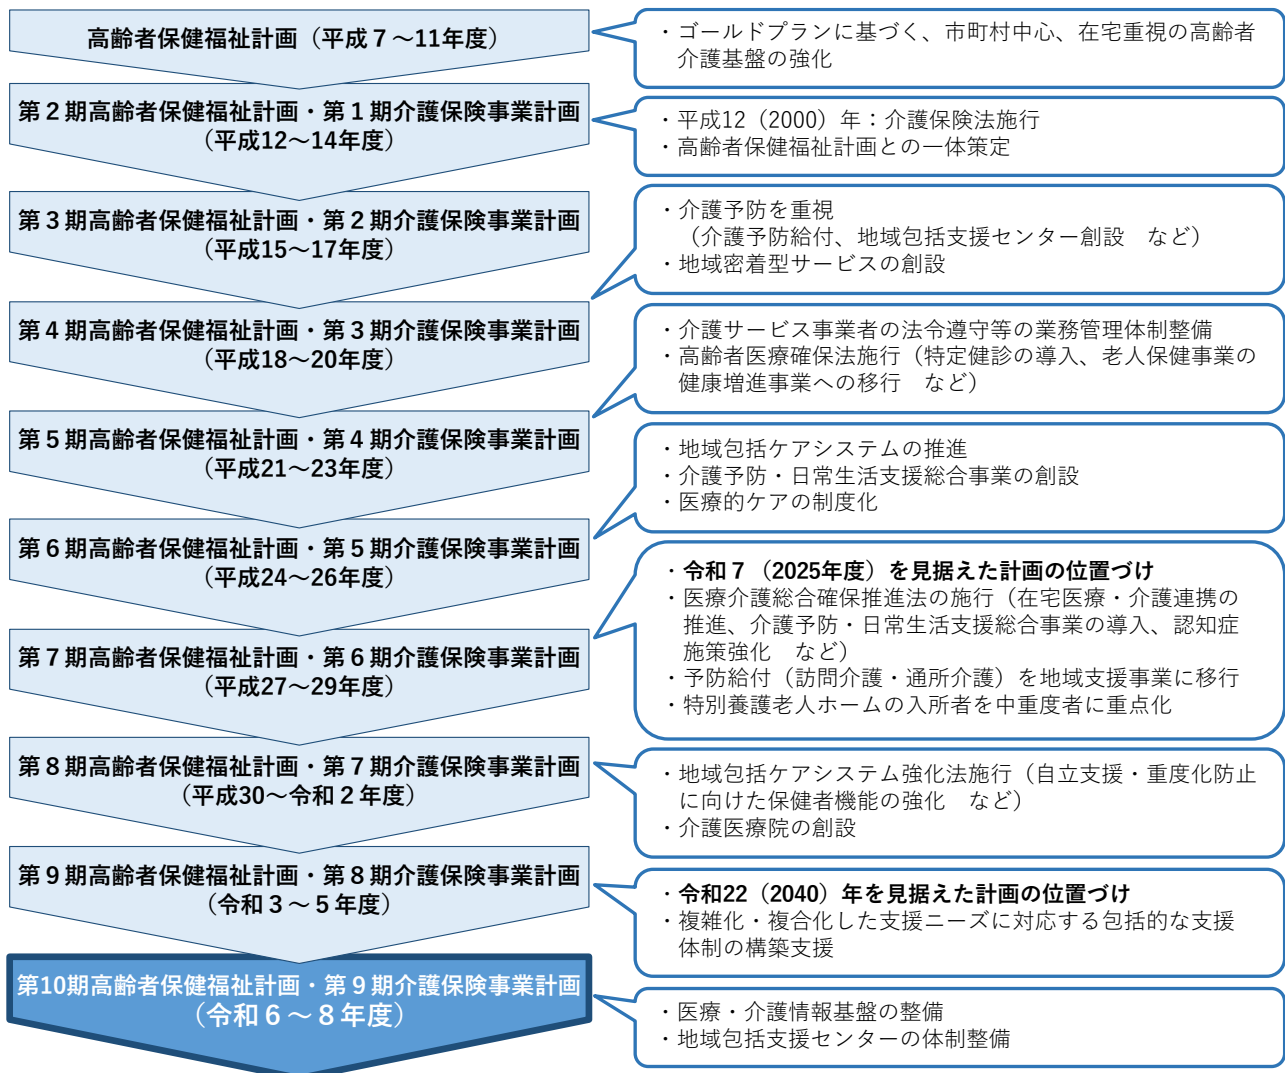 高齢者保健福祉計画（平成７～11年度）
・ゴールドプランに基づく、市町村中心、在宅重視の高齢者
介護基盤の強化
第２期高齢者保健福祉計画・第１期介護保険事業計画
（平成12～14年度）
・平成12（2000）年：介護保険法施行
・高齢者保健福祉計画との一体策定
第３期高齢者保健福祉計画・第２期介護保険事業計画
（平成15～17年度）
・介護予防を重視
（介護予防給付、地域包括支援センター創設　など）
・地域密着型サービスの創設
第４期高齢者保健福祉計画・第３期介護保険事業計画
（平成18～20年度）
・介護サービス事業者の法令遵守等の業務管理体制整備
・高齢者医療確保法施行（特定健診の導入、老人保健事業の
健康増進事業への移行　など）
第５期高齢者保健福祉計画・第４期介護保険事業計画
（平成21～23年度）
・地域包括ケアシステムの推進
・介護予防・日常生活支援総合事業の創設
・医療的ケアの制度化
第６期高齢者保健福祉計画・第５期介護保険事業計画
（平成24～26年度）
・令和７（2025年度）を見据えた計画の位置づけ
・医療介護総合確保推進法の施行（在宅医療・介護連携の
推進、介護予防・日常生活支援総合事業の導入、認知症
施策強化　など）
・予防給付（訪問介護・通所介護）を地域支援事業に移行
・特別養護老人ホームの入所者を中重度者に重点化
第７期高齢者保健福祉計画・第６期介護保険事業計画
（平成27～29年度）
第８期高齢者保健福祉計画・第７期介護保険事業計画
（平成30～令和２年度）
・地域包括ケアシステム強化法施行（自立支援・重度化防止
に向けた保健者機能の強化　など）
・介護医療院の創設
第９期高齢者保健福祉計画・第８期介護保険事業計画
（令和３～５年度）
・令和22（2040）年を見据えた計画の位置づけ
・複雑化・複合化した支援ニーズに対応する包括的な支援
体制の構築支援
第10期高齢者保健福祉計画・第９期介護保険事業計画
（令和６～８年度）
・医療・介護情報基盤の整備
・地域包括支援センターの体制整備